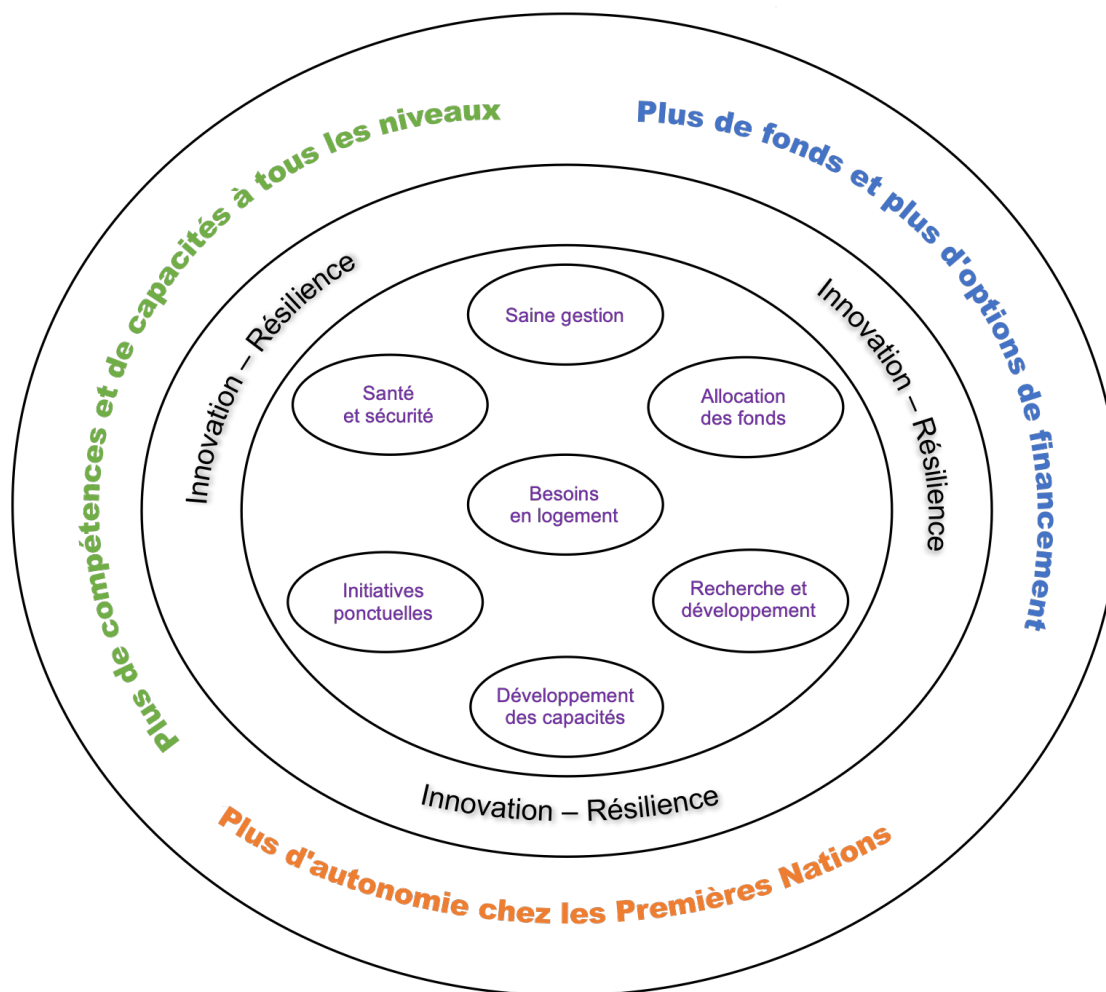 Plus de compétences et de capacités à tous les niveaux
Plus de fonds et plus d'options de financement
Plus d'autonomie chez les Premières Nations
Innovation – Résilience
Innovation – Résilience
Innovation – Résilience
Saine gestion
Santé
et sécurité
Allocation
des fonds
Besoins
en logement
Initiatives
ponctuelles
Recherche et
développement
Développement
des capacités